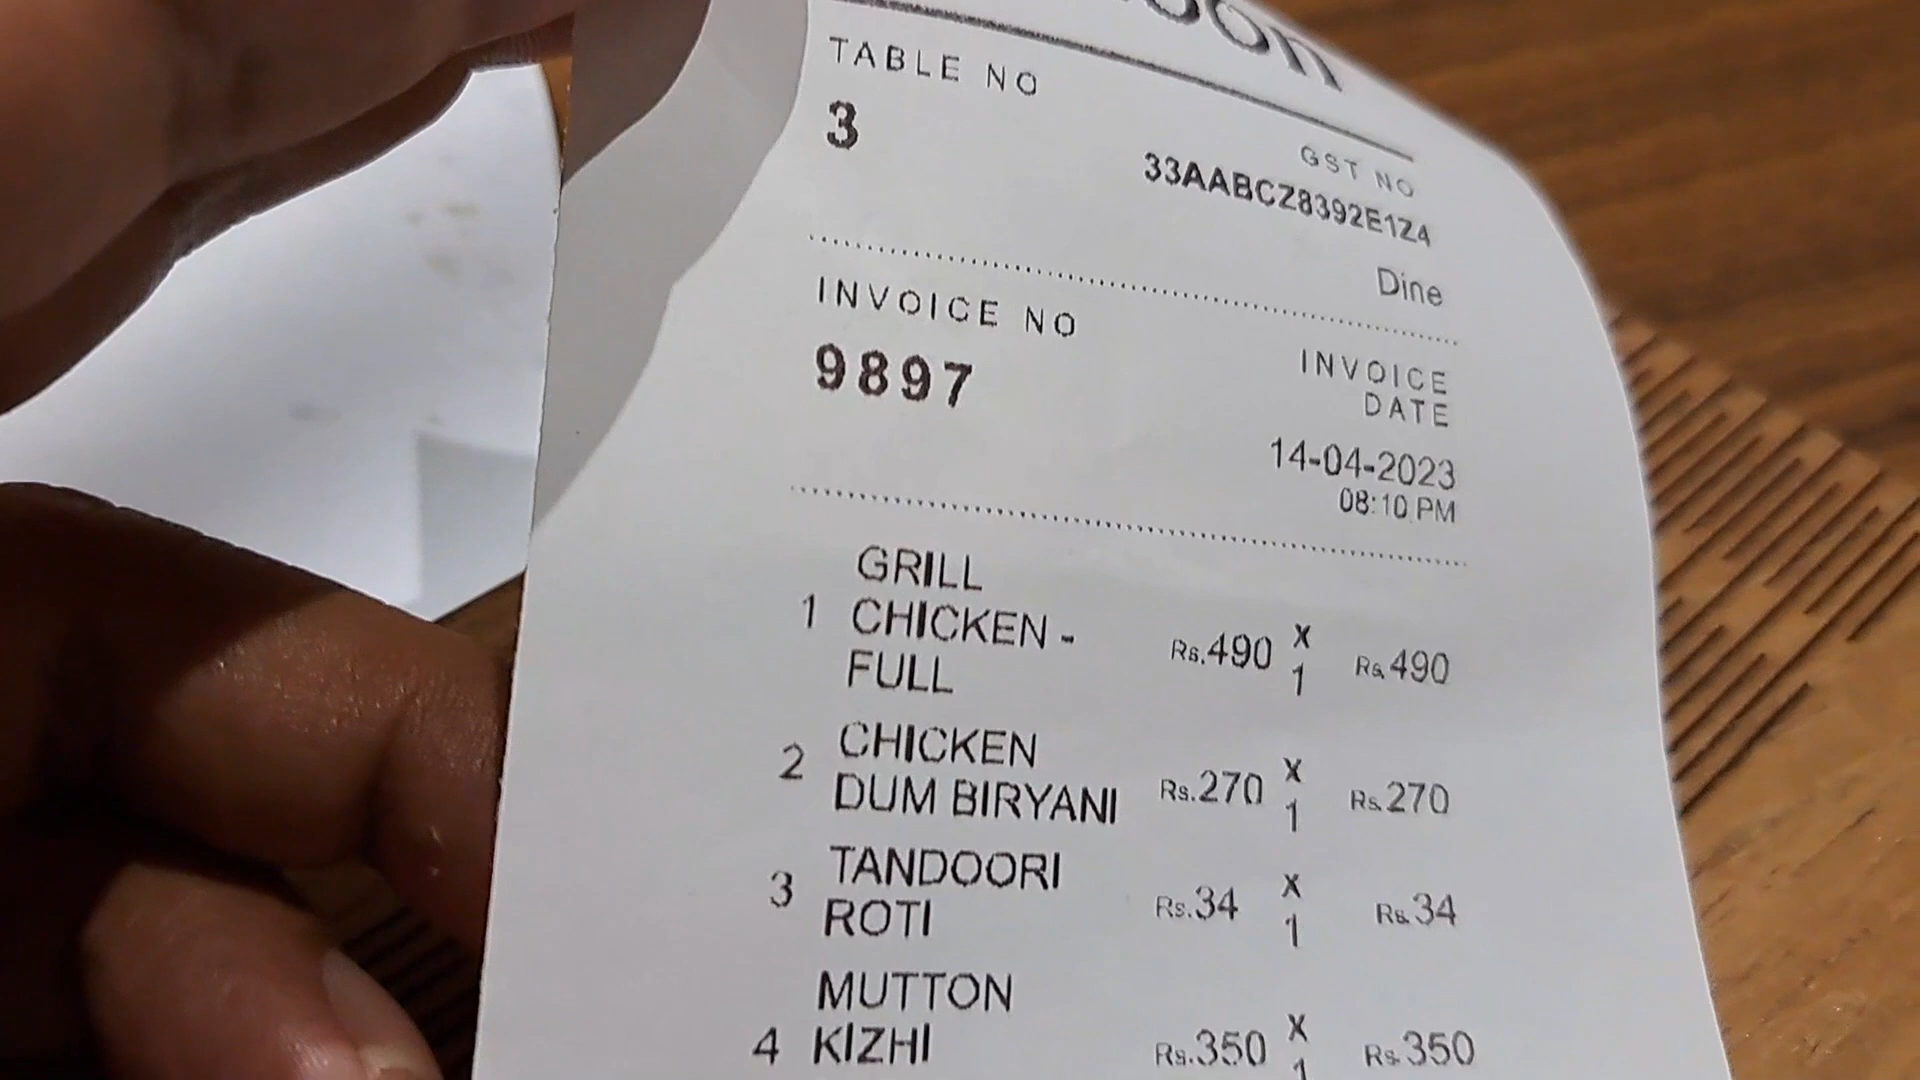 TABLE NO
3
GST NO
33AABCZ8392E1Z4
Dine
INVOICE NO
9897
INVOICE
DATE
14-04-2023
08:10 PM
GRILL
1 CHICKEN - Rs.490 X Rs.490
FULL 1
CHICKEN X
2 DUM BIRYANI Rs.270 1 Rs.270
TANDOORI X
3 ROTI Rs.34 1 Rs.34
MUTTON X
4 KIZHI Rs.350 1 Rs.350